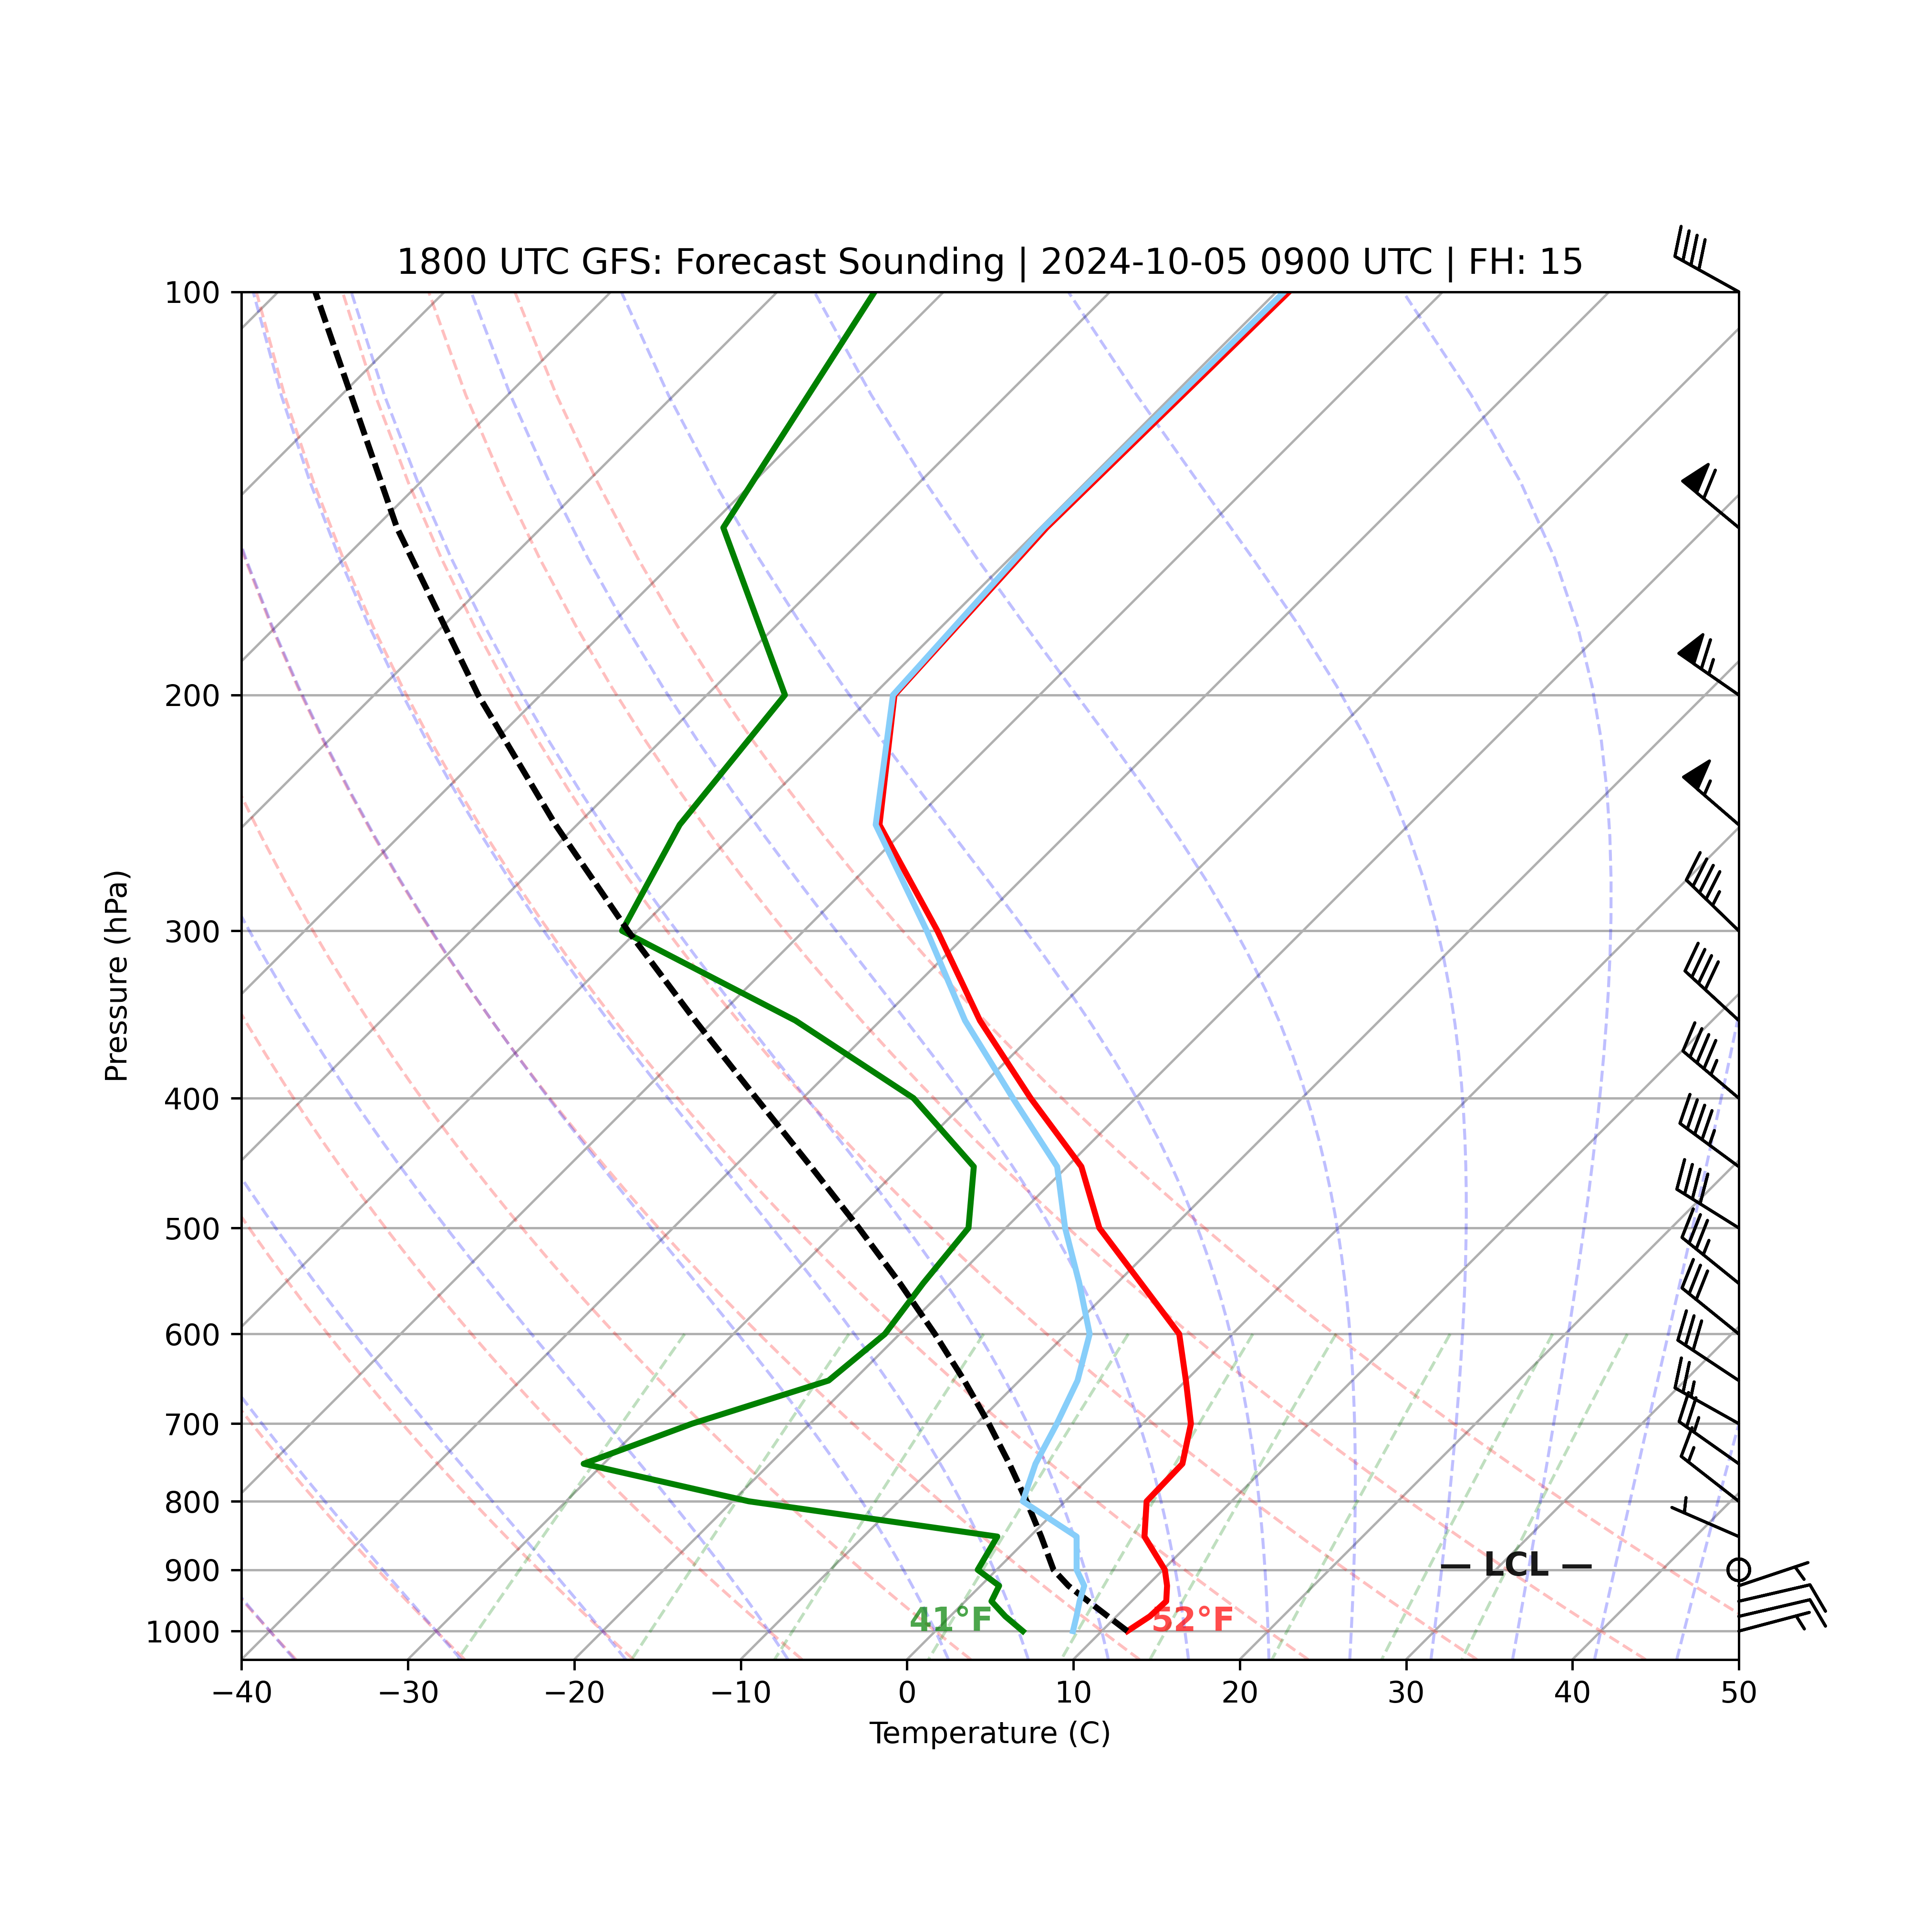 1800 UTC GFS: Forecast Sounding | 2024-10-05 0900 UTC | FH: 15
100
200
300
400
500
600
700
800
900
1000
Pressure (hPa)
— LCL —
41°F
52°F
−40 −30 −20 −10 0 10 20 30 40 50
Temperature (C)